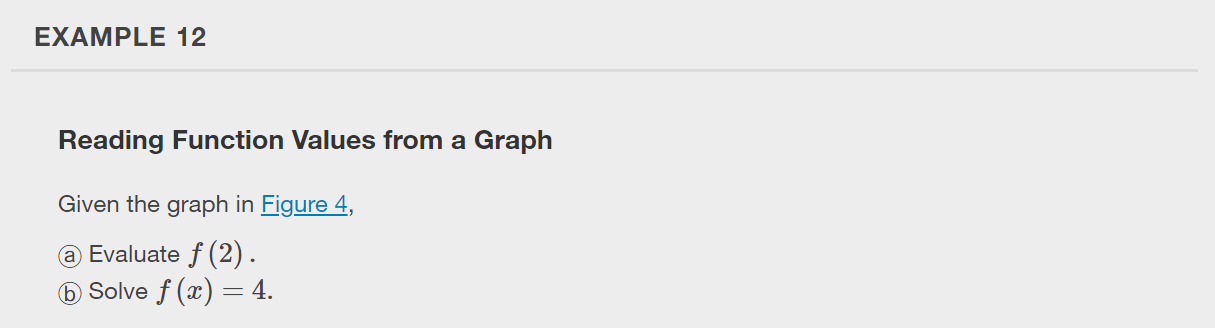 EXAMPLE 12
Reading Function Values from a Graph
Given the graph in Figure 4,
ⓐ Evaluate f (2) .
ⓑ Solve f (x) = 4.